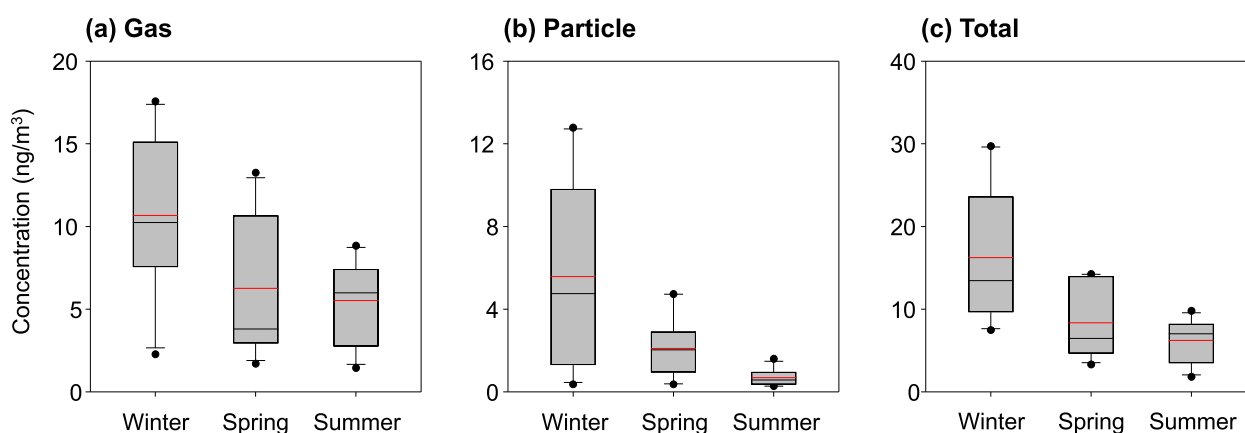 (a) Gas
(b) Particle
(c) Total
Concentration (ng/m³)
20
15
10
5
0
Winter
Spring
Summer
16
12
8
4
0
Winter
Spring
Summer
40
30
20
10
0
Winter
Spring
Summer